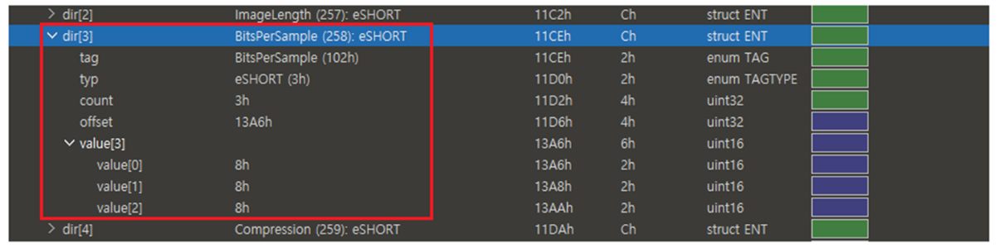 > dir[2] ImageLength (257): eSHORT 11C2h Ch struct ENT
dir[3] BitsPerSample (258): eSHORT 11CEh Ch struct ENT
tag BitsPerSample (102h) 11CEh 2h enum TAG
typ eSHORT (3h) 11D0h 2h enum TAGTYPE
count 3h 11D2h 4h uint32
offset 13A6h 11D6h 4h uint32
value[3] 13A6h 6h uint16
value[0] 8h 13A6h 2h uint16
value[1] 8h 13A8h 2h uint16
value[2] 8h 13AAh 2h uint16
> dir[4] Compression (259): eSHORT 11DAh Ch struct ENT